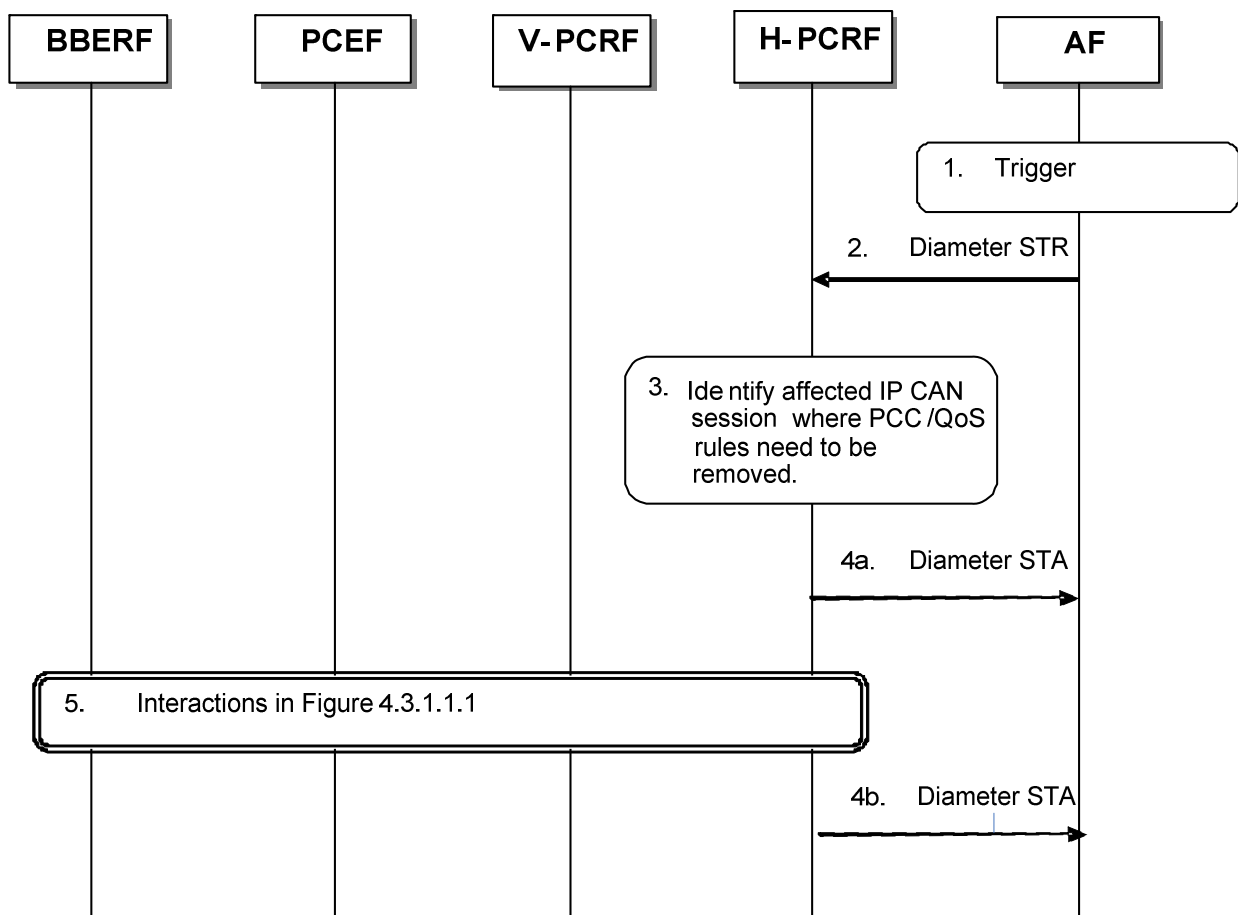 BBERF
PCEF
V-PCRF
H-PCRF
AF
1. Trigger
2. Diameter STR
3. Identify affected IP CAN
session where PCC/QoS
rules need to be
removed.
4a. Diameter STA
5. Interactions in Figure 4.3.1.1.1
4b. Diameter STA